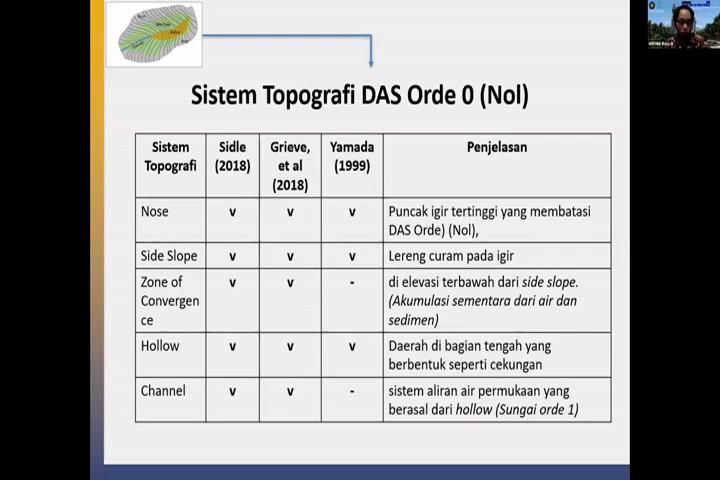 Sistem Topografi DAS Orde 0 (Nol)
Sistem Topografi Sidle (2018) Grieve, et al (2018) Yamada (1999) Penjelasan
Nose v v v Puncak igir tertinggi yang membatasi
DAS Orde) (Nol),
Side Slope v v v Lereng curam pada igir
Zone of v v - di elevasi terbawah dari side slope.
Convergen (Akumulasi sementara dari air dan
ce sedimen)
Hollow v v v Daerah di bagian tengah yang
berbentuk seperti cekungan
Channel v v - sistem aliran air permukaan yang
berasal dari hollow (Sungai orde 1)